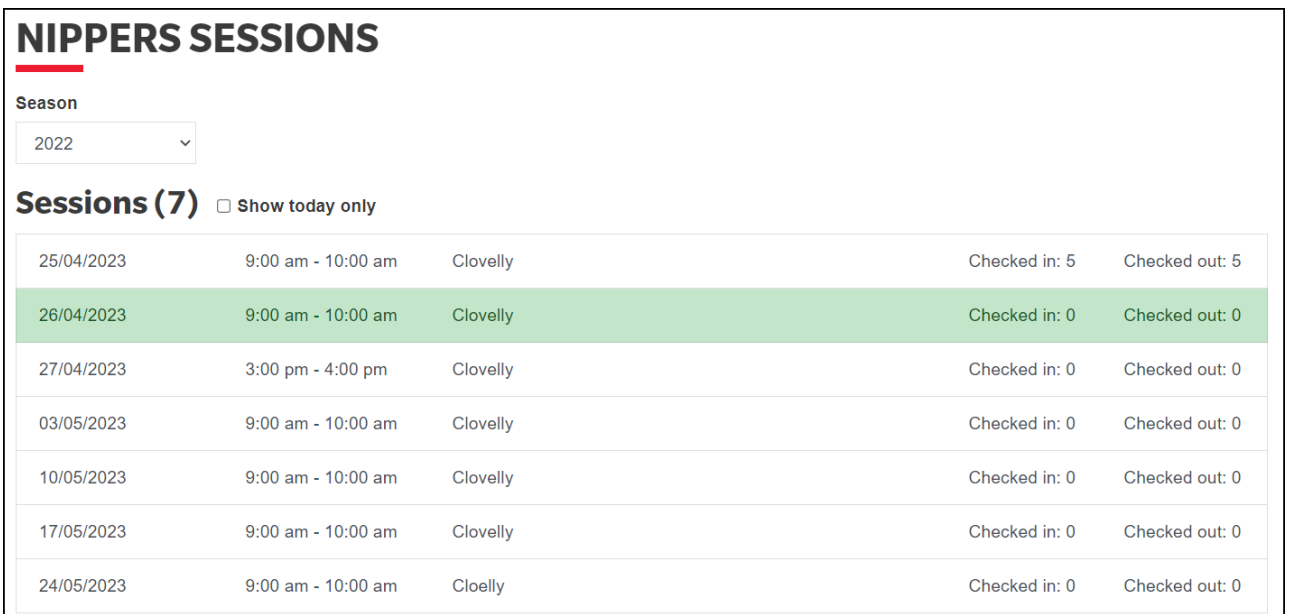 NIPPERS SESSIONS
Season
2022
Sessions (7) Show today only
25/04/2023 9:00 am - 10:00 am Clovelly Checked in: 5 Checked out: 5
26/04/2023 9:00 am - 10:00 am Clovelly Checked in: 0 Checked out: 0
27/04/2023 3:00 pm - 4:00 pm Clovelly Checked in: 0 Checked out: 0
03/05/2023 9:00 am - 10:00 am Clovelly Checked in: 0 Checked out: 0
10/05/2023 9:00 am - 10:00 am Clovelly Checked in: 0 Checked out: 0
17/05/2023 9:00 am - 10:00 am Clovelly Checked in: 0 Checked out: 0
24/05/2023 9:00 am - 10:00 am Cloelly Checked in: 0 Checked out: 0